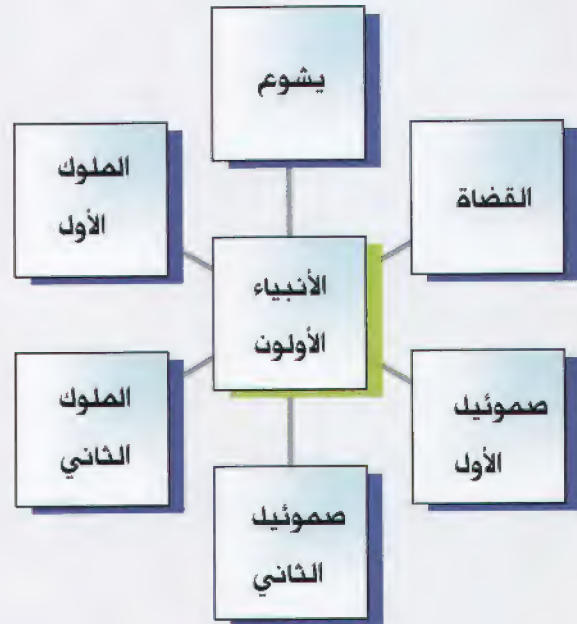 يشوع
القضاة
الملوك
الأول
الأنبياء
الأولون
صموئيل
الأول
الملوك
الثاني
صموئيل
الثاني